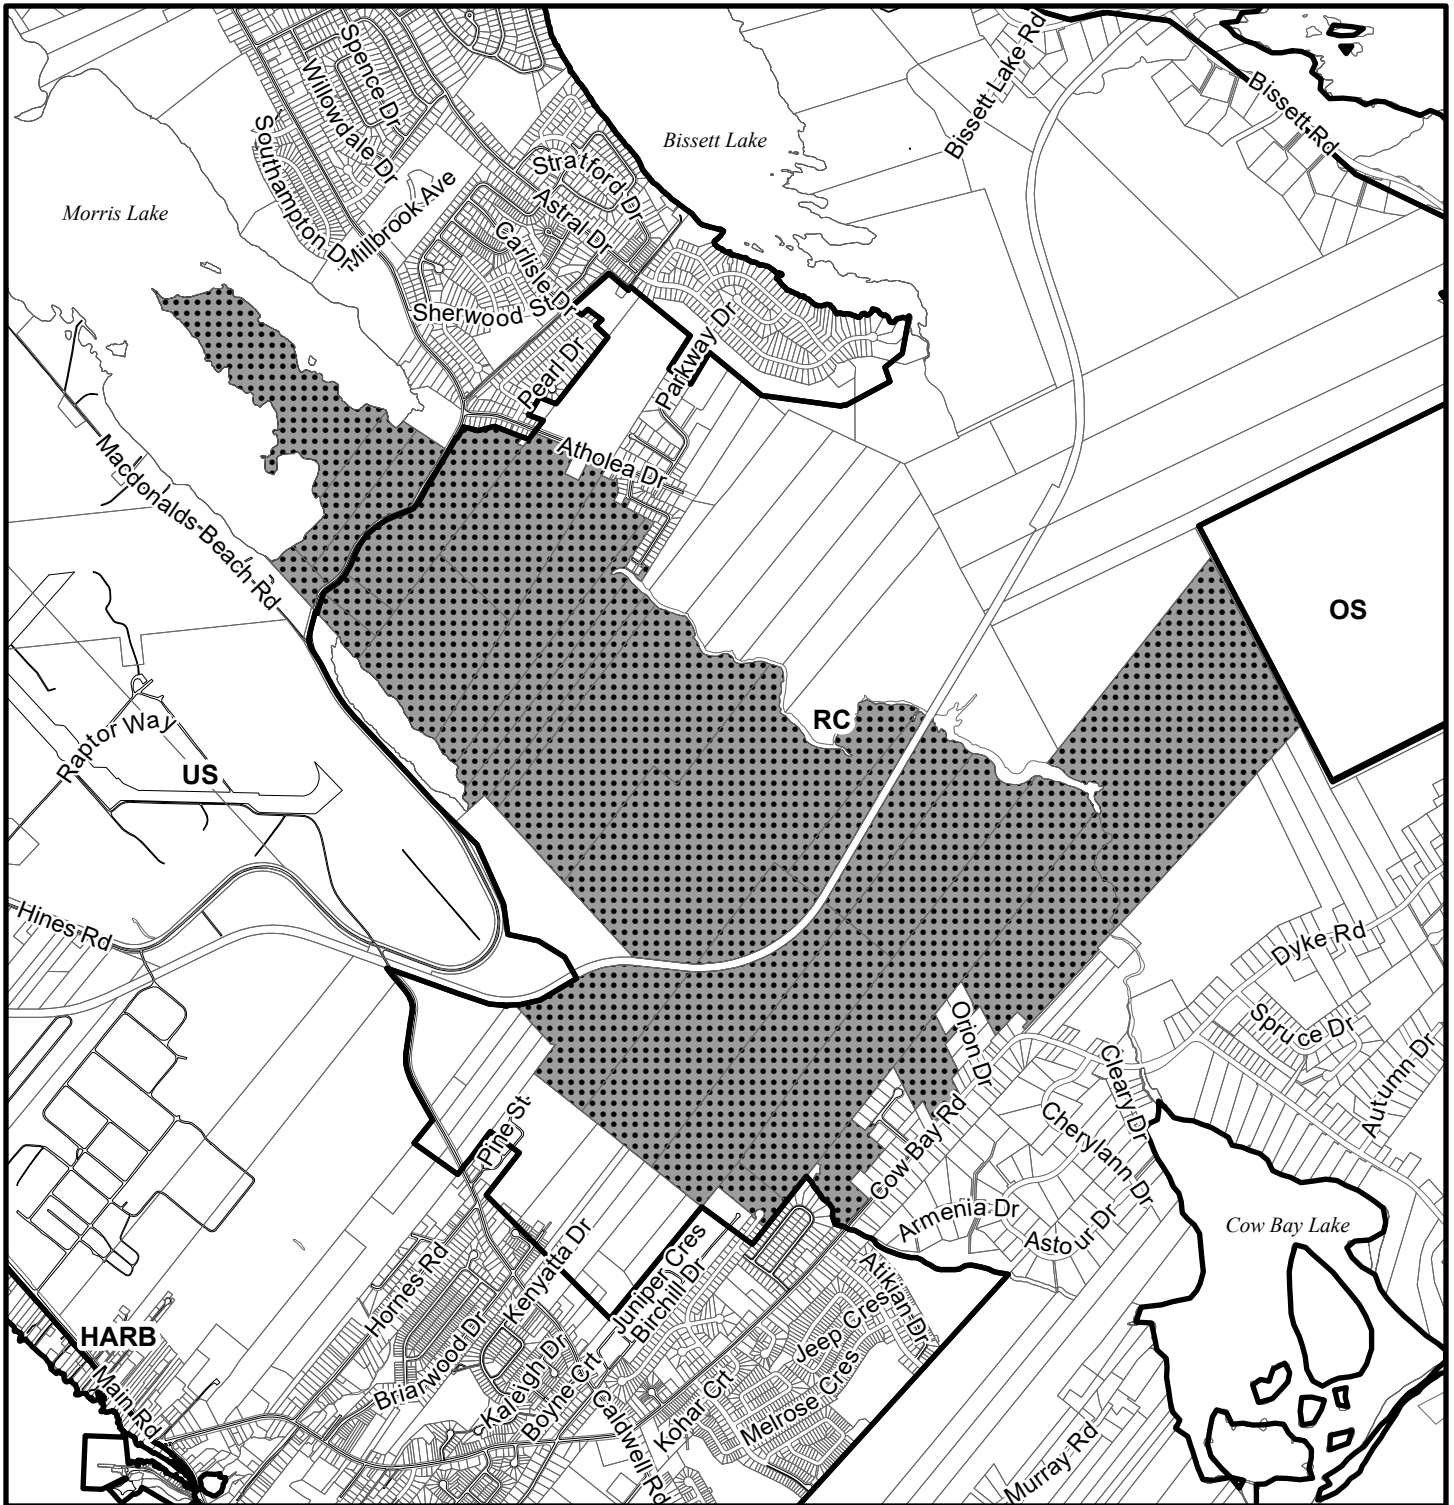 Spence Dr
Willowdale Dr
Southampton Dr
Millbrook Ave
Stratford Dr
Astral Dr
Carlisle Dr
Sherwood St
Pearl Dr
Parkway Dr
Atholea Dr
Bissett Lake
Bissett Lake Rd
Bissett Rd
Morris Lake
Macdonalds-Beach-Rd
OS
RC
Raptor Way
US
Hines Rd
Dyke Rd
Spruce Dr
Autumn Dr
Orion Dr
Cleary Dr
Cherylann Dr
Cow Bay Rd
Pine-St
Armenia Dr
Astour Dr
Cow Bay Lake
Hornes Rd
Kenyatta Dr
Juniper Cres
Birchill Dr
Atikian Dr
Jeep Cres
Melrose Cres
HARB
Main Rd
Briarwood Dr
Kaleigh Dr
Boyne Crt
Caldwell Rd
Kohar Crt
Murray Rd